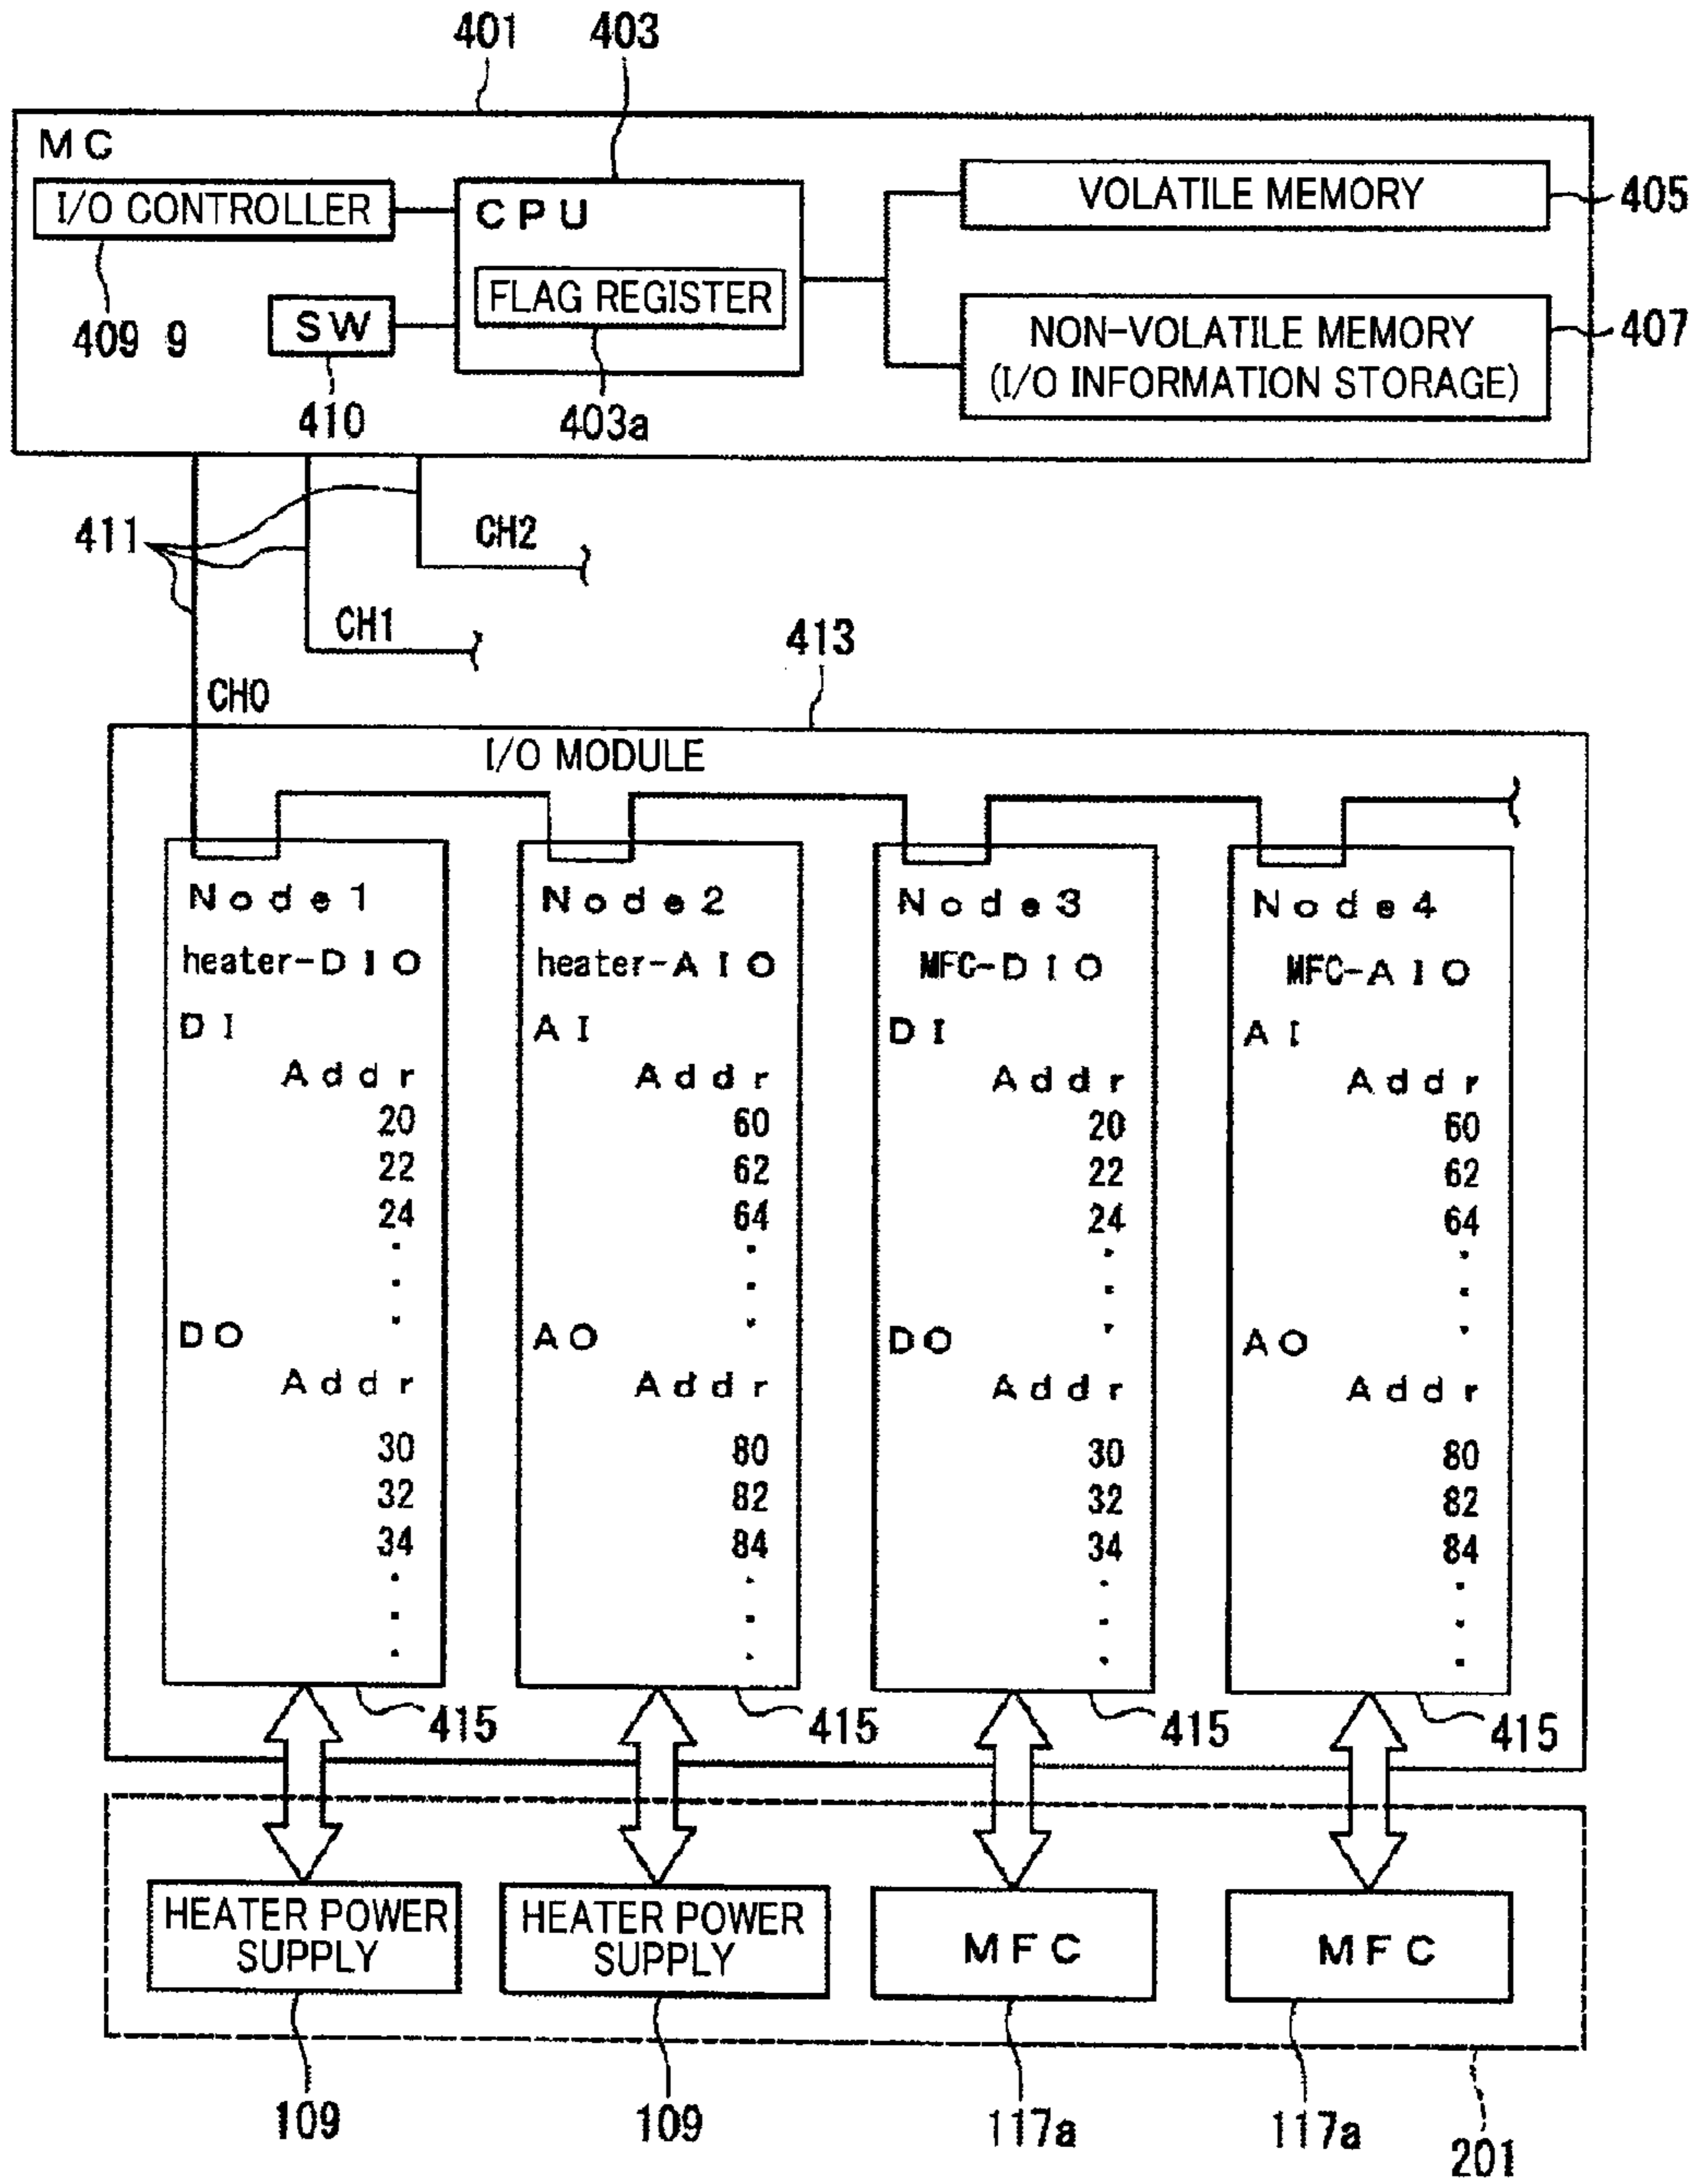 401 403
MC
I/O CONTROLLER
CPU
VOLATILE MEMORY
405
FLAG REGISTER
SW
409 9
NON-VOLATILE MEMORY
(I/O INFORMATION STORAGE)
407
410
403a
411
CH2
CH1
413
CH0
I/O MODULE
Node1
heater-DIO
DI
Addr
20
22
24
.
.
.
DO
Addr
30
32
34
.
.
.
415
Node2
heater-AIO
AI
Addr
60
62
64
.
.
.
AO
Addr
80
82
84
.
.
.
415
Node3
MFC-DIO
DI
Addr
20
22
24
.
.
.
DO
Addr
30
32
34
.
.
.
415
Node4
MFC-AIO
AI
Addr
60
62
64
.
.
.
AO
Addr
80
82
84
.
.
.
415
HEATER POWER
SUPPLY
HEATER POWER
SUPPLY
MFC
MFC
109
109
117a
117a
201